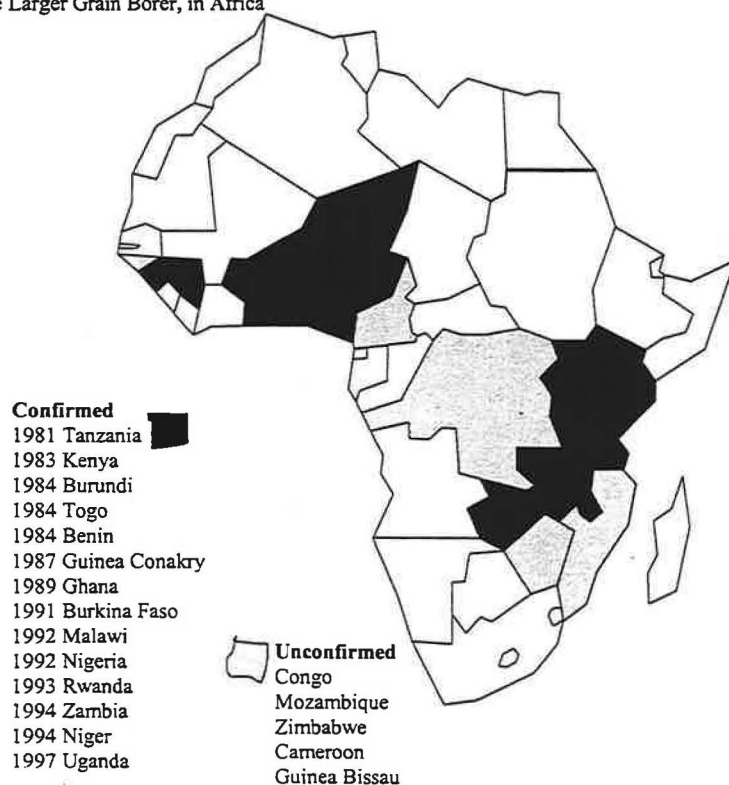 Larger Grain Borer, in Africa
Confirmed
1981 Tanzania
1983 Kenya
1984 Burundi
1984 Togo
1984 Benin
1987 Guinea Conakry
1989 Ghana
1991 Burkina Faso
1992 Malawi
1992 Nigeria
1993 Rwanda
1994 Zambia
1994 Niger
1997 Uganda
Unconfirmed
Congo
Mozambique
Zimbabwe
Cameroon
Guinea Bissau